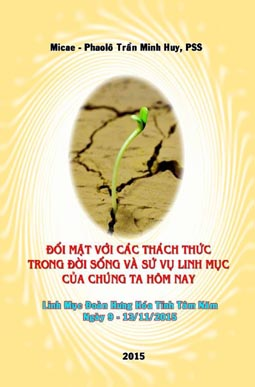 Micae - Phaolô Trần Minh Huy, PSS
ĐỐI MẶT VỚI CÁC THÁCH THỨC
TRONG ĐỜI SỐNG VÀ SỨ VỤ LINH MỤC
CỦA CHÚNG TA HÔM NAY
Linh Mục Đoàn Hưng Hóa Tĩnh Tâm Năm
Ngày 9 - 13/11/2015
2015